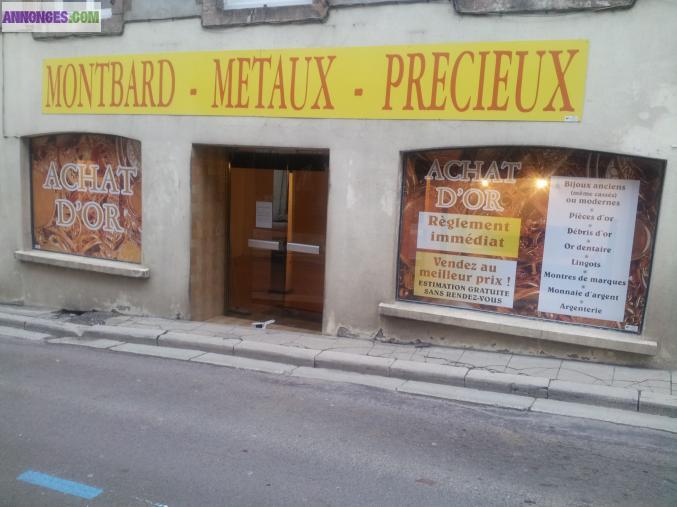 ANNONCES.COM
MONTBARD - METAUX - PRECIEUX
ACHAT
D'OR
ACHAT
D'OR
Règlement
immédiat
Vendez au
meilleur prix !
ESTIMATION GRATUITE
SANS RENDEZ-VOUS
Bijoux anciens
(même cassés)
ou modernes
Pièces d'or
Débris d'or
Or dentaire
Lingots
Montres de marques
Monnaie d'argent
Argenterie